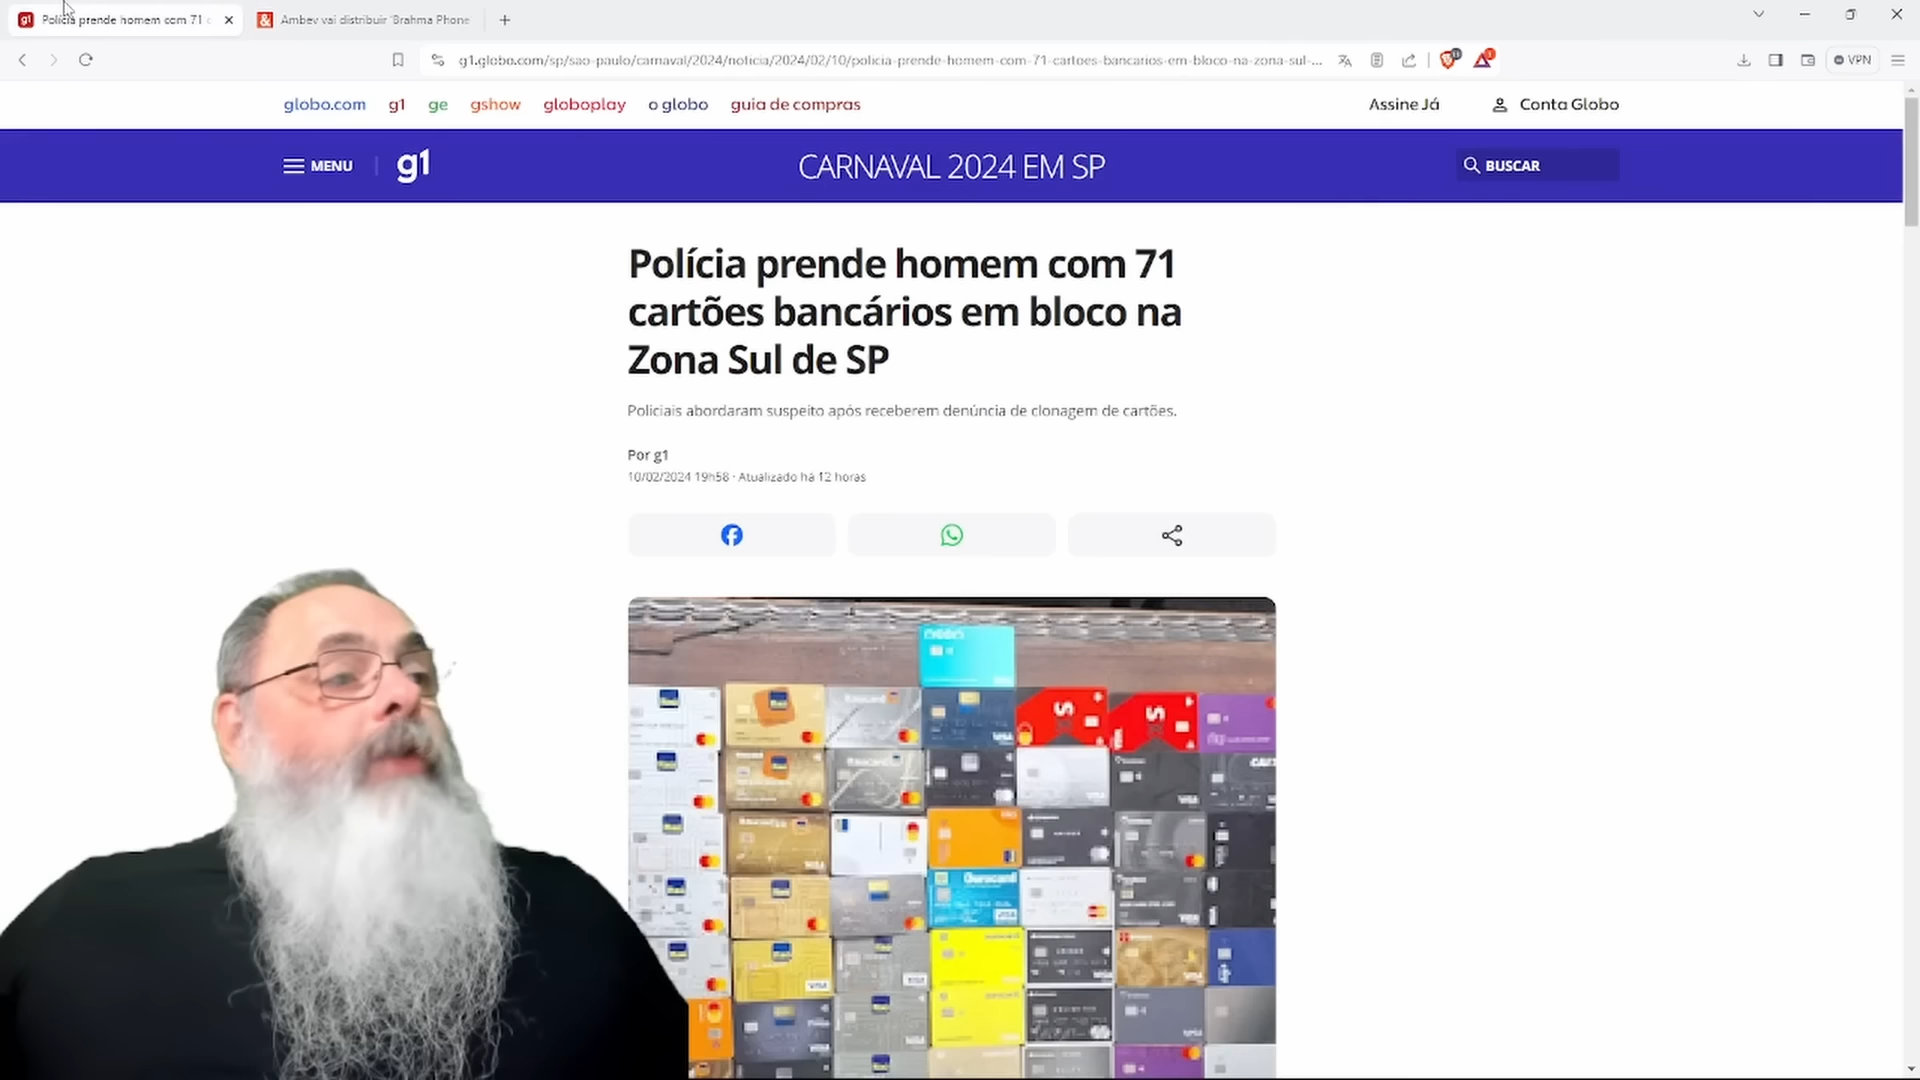 Polícia prende homem com 71
Ambev vai distribuir 'Brahma Phone
g1.globo.com/sp/sao-paulo/carnaval/2024/noticia/2024/02/10/policia-prende-homem-com-71-cartoes-bancarios-em-bloco-na-zona-sul-...
VPN
globo.com g1 ge gshow globoplay o globo guia de compras Assine Já Conta Globo
MENU g1 CARNAVAL 2024 EM SP BUSCAR
Polícia prende homem com 71
cartões bancários em bloco na
Zona Sul de SP
Policiais abordaram suspeito após receberem denúncia de clonagem de cartões.
Por g1
10/02/2024 19h58 · Atualizado há 12 horas